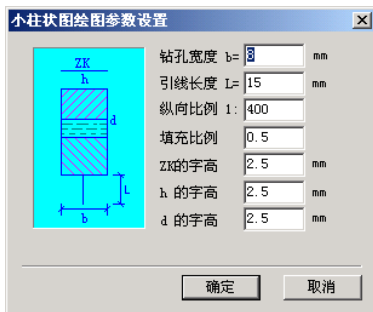 小柱状图绘图参数设置
ZK
h
d
L
b
钻孔宽度 b= 8 mm
引线长度 L= 15 mm
纵向比例 1: 400
填充比例 0.5
ZK的字高 2.5 mm
h 的字高 2.5 mm
d 的字高 2.5 mm
确定 取消